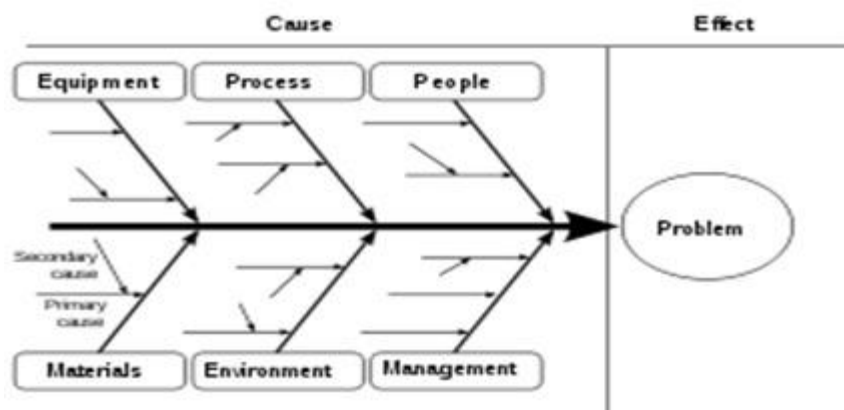 Cause Effect
Equipment Process People
Problem
Secondary
cause
Primary
cause
Materials Environment Management